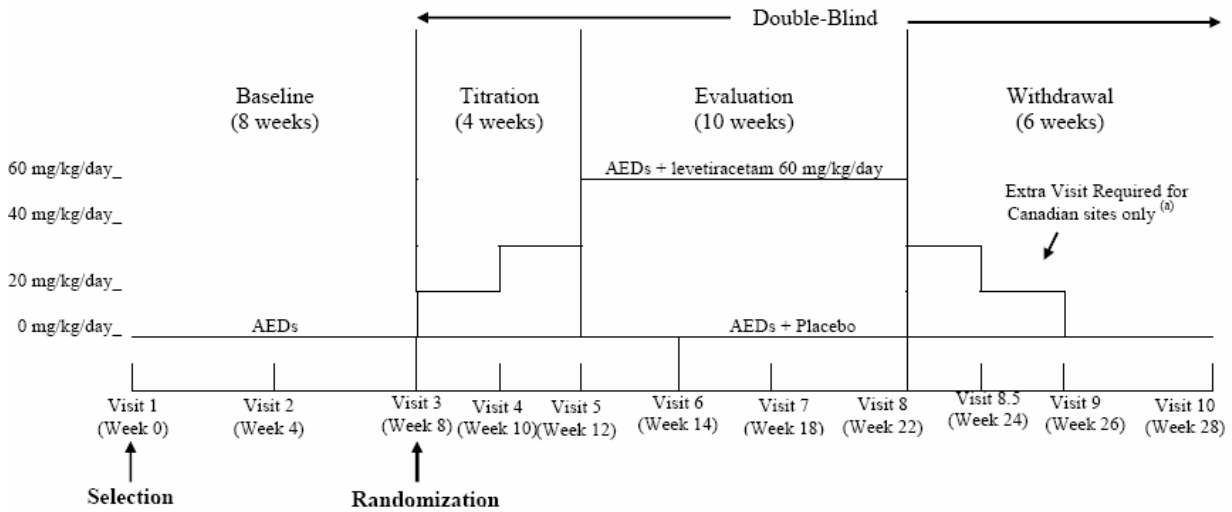 Double-Blind
Baseline
(8 weeks)
Titration
(4 weeks)
Evaluation
(10 weeks)
Withdrawal
(6 weeks)
60 mg/kg/day_
AEDs + levetiracetam 60 mg/kg/day
Extra Visit Required for
Canadian sites only (a)
40 mg/kg/day_
20 mg/kg/day_
0 mg/kg/day_
AEDs
AEDs + Placebo
Visit 1
(Week 0)
Visit 2
(Week 4)
Visit 3
(Week 8)
Visit 4
(Week 10)
Visit 5
(Week 12)
Visit 6
(Week 14)
Visit 7
(Week 18)
Visit 8
(Week 22)
Visit 8.5
(Week 24)
Visit 9
(Week 26)
Visit 10
(Week 28)
Selection
Randomization